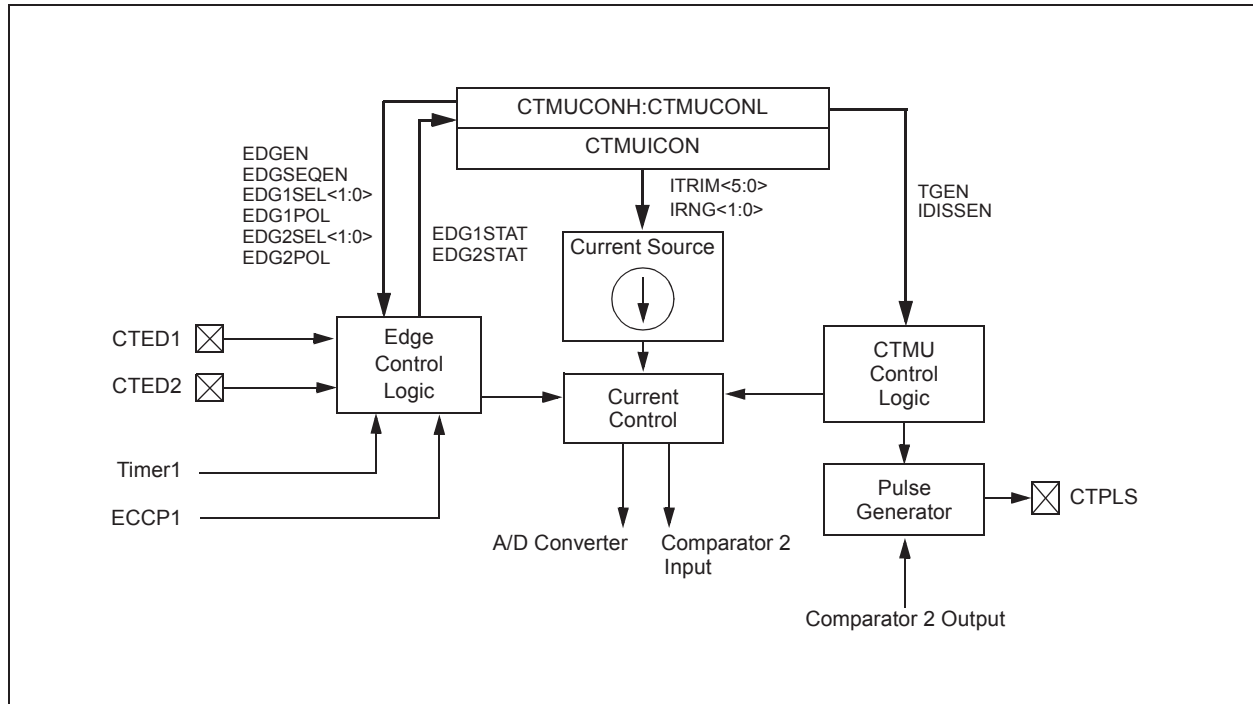 CTMUCONH:CTMUCONL
CTMUICON
EDGEN
EDGSEQEN
EDG1SEL<1:0>
EDG1POL
EDG2SEL<1:0>
EDG2POL
EDG1STAT
EDG2STAT
ITRIM<5:0>
IRNG<1:0>
TGEN
IDISSEN
Current Source
CTED1
CTED2
Edge
Control
Logic
Current
Control
CTMU
Control
Logic
Timer1
ECCP1
Pulse
Generator
CTPLS
A/D Converter
Comparator 2
Input
Comparator 2 Output